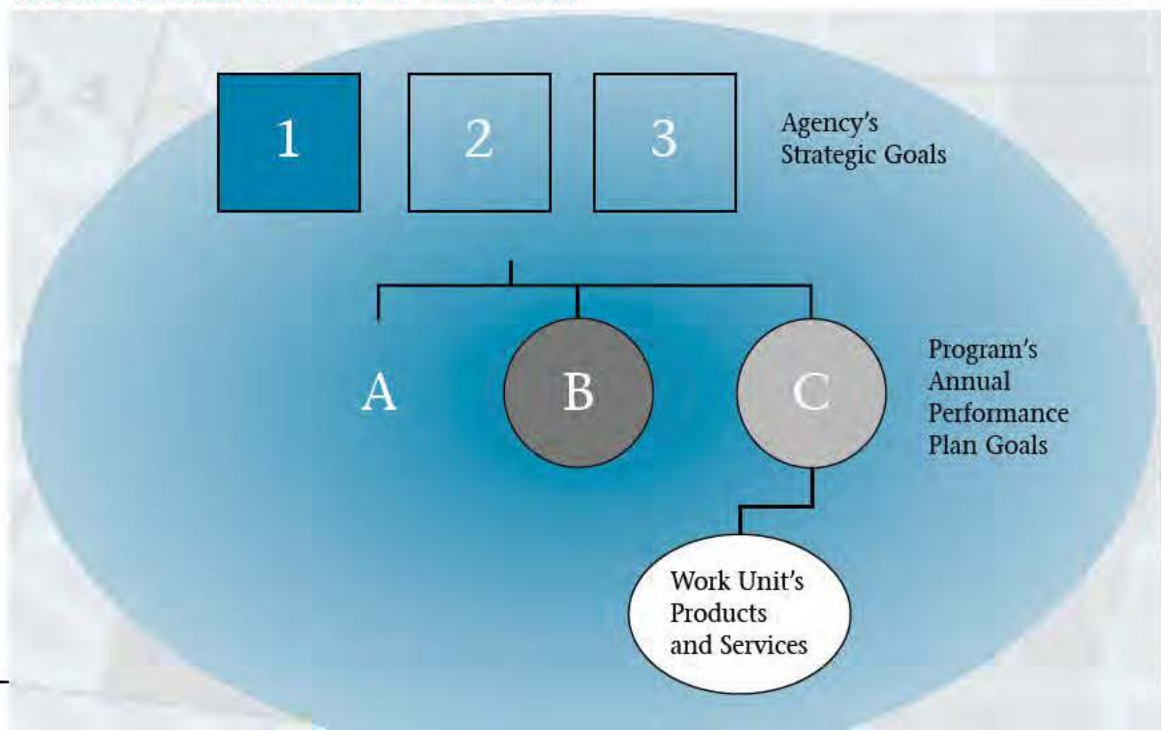 1
2
3
Agency's
Strategic Goals
A
B
C
Program's
Annual
Performance
Plan Goals
Work Unit's
Products
and Services